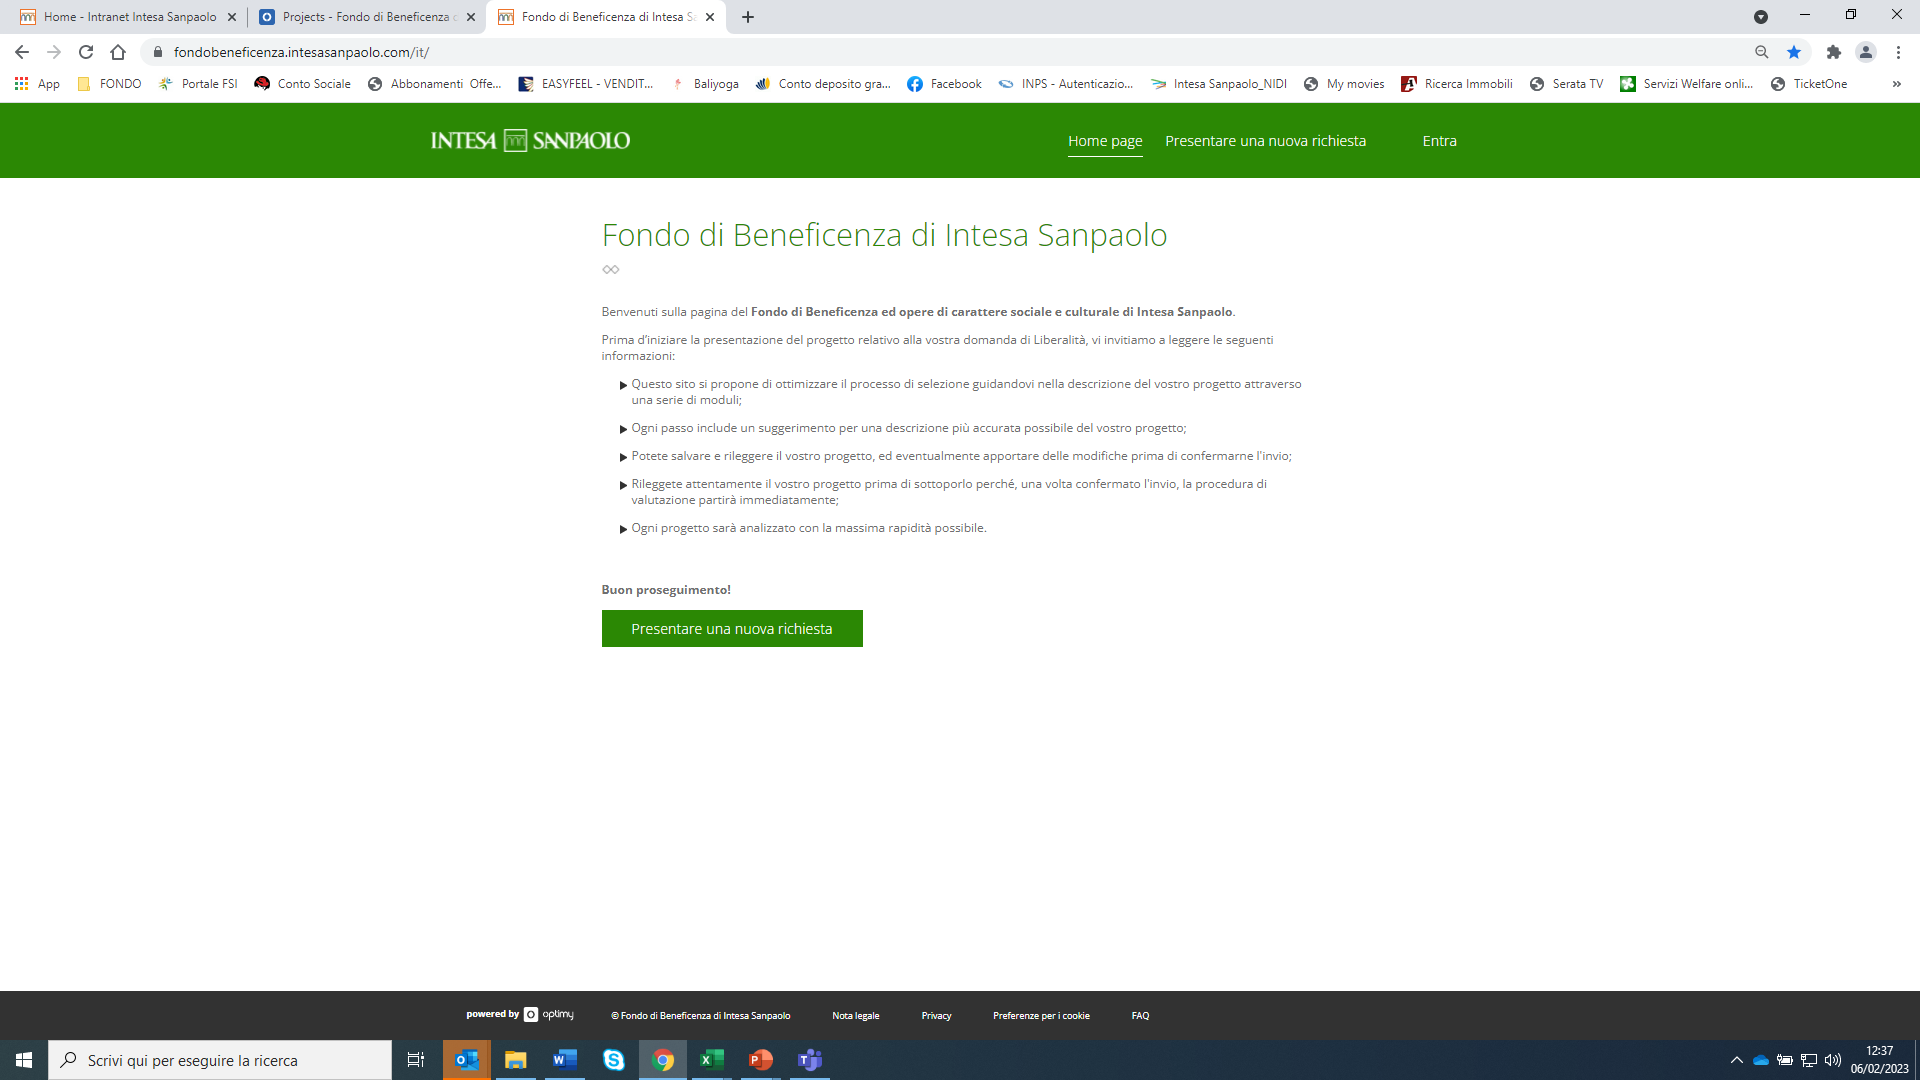 Home - Intranet Intesa Sanpaolo
Projects - Fondo di Beneficenza
Fondo di Beneficenza di Intesa S
fondobeneficenza.intesasanpaolo.com/it/
App FONDO Portale FSI Conto Sociale Abbonamenti Offe... EASYFEEL - VENDIT... Baliyoga Conto deposito gra... Facebook INPS - Autenticazio... Intesa Sanpaolo_NIDI My movies Ricerca Immobili Serata TV Servizi Welfare onli... TicketOne »
INTESA SANPAOLO
Home page Presentare una nuova richiesta Entra
Fondo di Beneficenza di Intesa Sanpaolo
Benvenuti sulla pagina del Fondo di Beneficenza ed opere di carattere sociale e culturale di Intesa Sanpaolo.
Prima d’iniziare la presentazione del progetto relativo alla vostra domanda di Liberalità, vi invitiamo a leggere le seguenti
informazioni:
Questo sito si propone di ottimizzare il processo di selezione guidandovi nella descrizione del vostro progetto attraverso
una serie di moduli;
Ogni passo include un suggerimento per una descrizione più accurata possibile del vostro progetto;
Potete salvare e rileggere il vostro progetto, ed eventualmente apportare delle modifiche prima di confermarne l'invio;
Rileggete attentamente il vostro progetto prima di sottoporlo perché, una volta confermato l'invio, la procedura di
valutazione partirà immediatamente;
Ogni progetto sarà analizzato con la massima rapidità possibile.
Buon proseguimento!
Presentare una nuova richiesta
powered by optimy © Fondo di Beneficenza di Intesa Sanpaolo Nota legale Privacy Preferenze per i cookie FAQ
Scrivi qui per eseguire la ricerca
12:37
06/02/2023